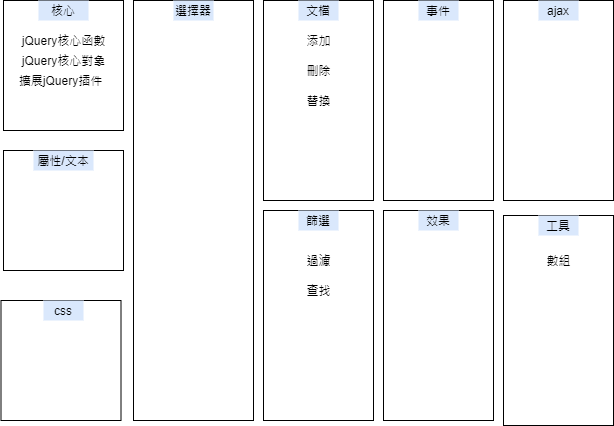 核心
jQuery核心函數
jQuery核心對象
擴展jQuery插件
屬性/文本
css
選擇器
文檔
添加
刪除
替換
篩選
過濾
查找
事件
效果
ajax
工具
數組